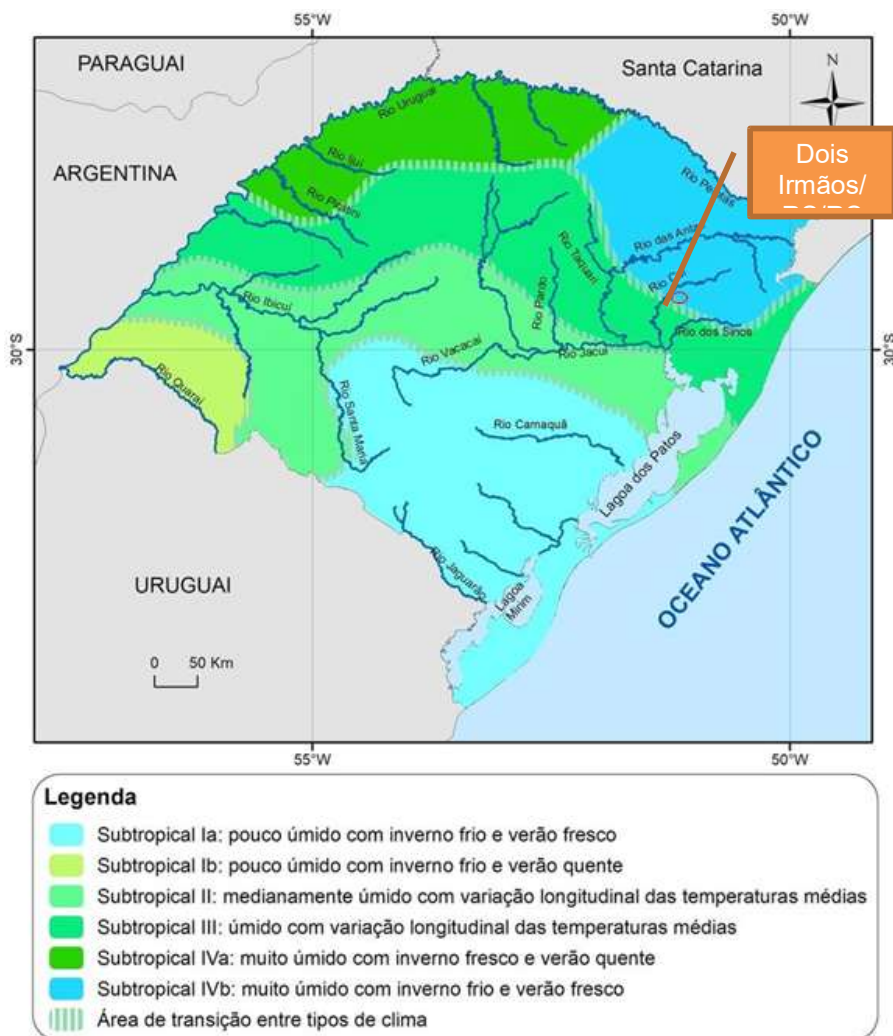 55°W
50°W
PARAGUAI
Santa Catarina
N
ARGENTINA
Dois
Irmãos/
Rio Uruguai
Rio Ijuí
Rio Piratini
Rio Pelotas
Rio das Antas
Rio Taquari
Rio Pardo
Rio Ibicuí
Rio dos Sinos
30°S
30°S
Rio Vacacaí
Rio Jacuí
Rio Quaraí
Rio Santa Maria
Rio Camaquã
Lagoa dos Patos
OCEANO ATLÂNTICO
URUGUAI
Rio Jaguarão
Lagoa
Mirim
0 50 Km
55°W
50°W
Legenda
Subtropical Ia: pouco úmido com inverno frio e verão fresco
Subtropical Ib: pouco úmido com inverno frio e verão quente
Subtropical II: medianamente úmido com variação longitudinal das temperaturas médias
Subtropical III: úmido com variação longitudinal das temperaturas médias
Subtropical IVa: muito úmido com inverno fresco e verão quente
Subtropical IVb: muito úmido com inverno frio e verão fresco
Área de transição entre tipos de clima